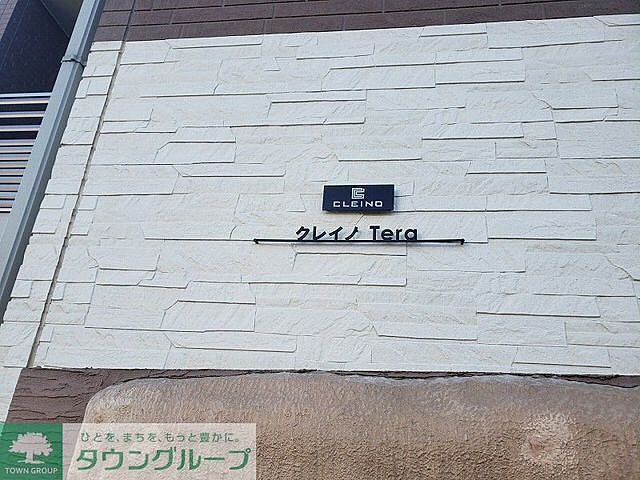 CLEINO
クレイノ Tera
ひとを、まちを、もっと豊かに。
TOWN GROUP
タウングループ